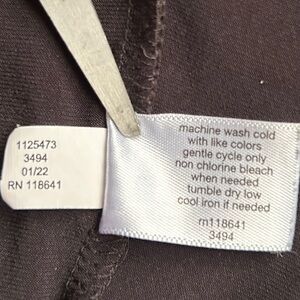 1125473
3494
01/22
RN 118641
machine wash cold
with like colors
gentle cycle only
non chlorine bleach
when needed
tumble dry low
cool iron if needed
rn118641
3494